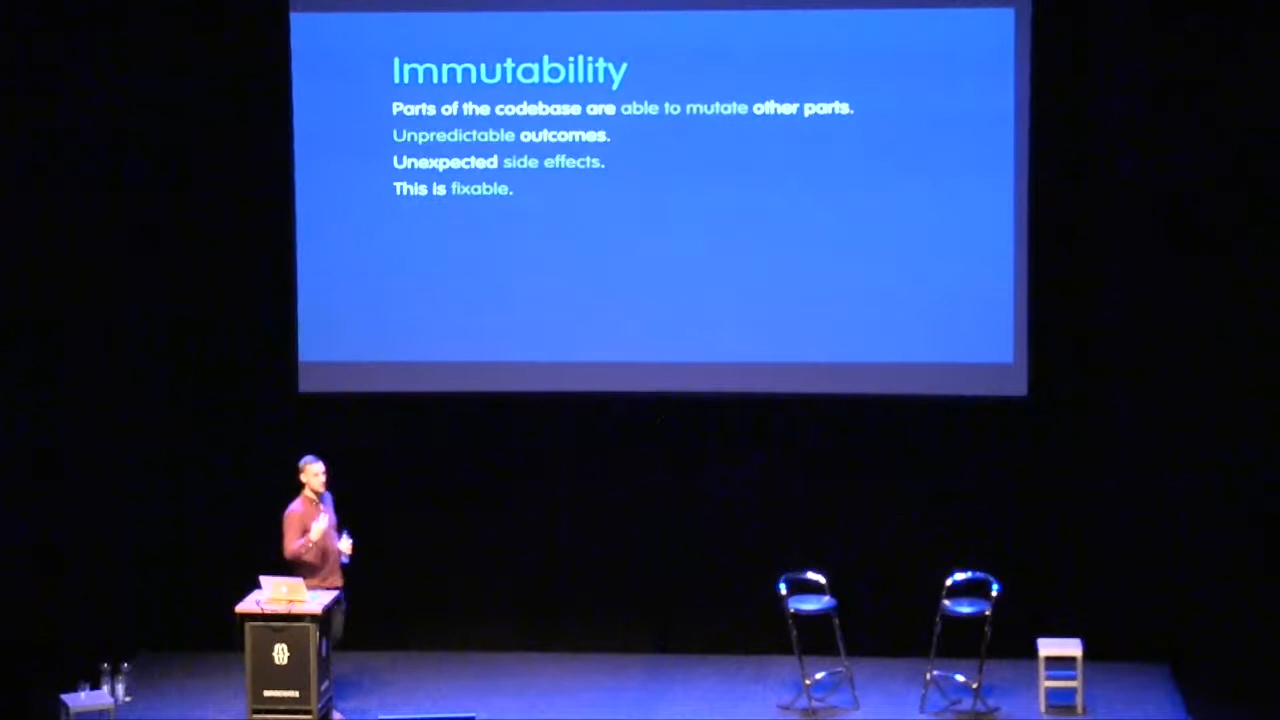 Immutability
Parts of the codebase are able to mutate other parts.
Unpredictable outcomes.
Unexpected side effects.
This is fixable.